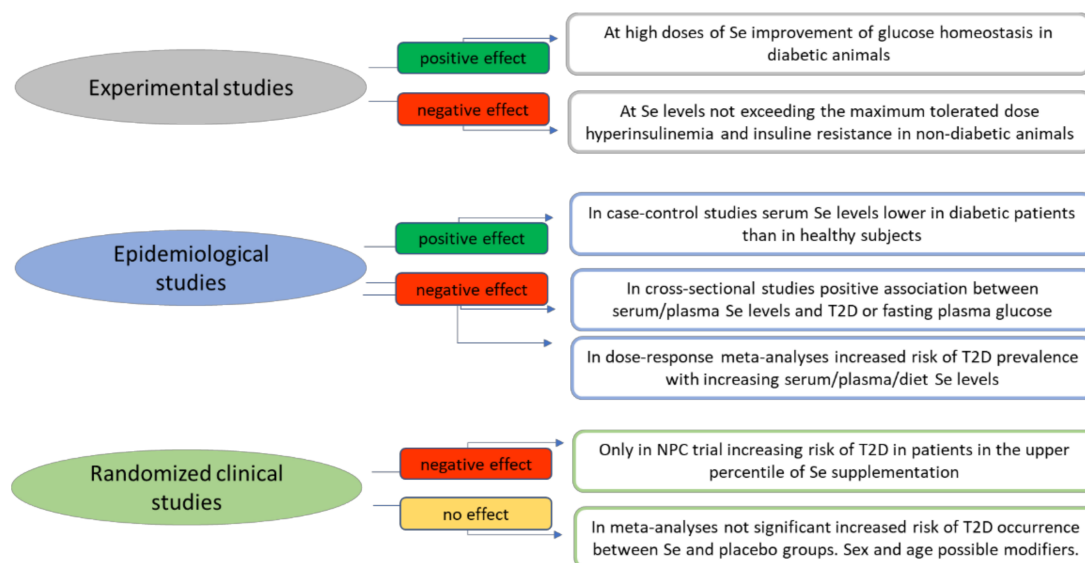 Experimental studies
positive effect
At high doses of Se improvement of glucose homeostasis in
diabetic animals
negative effect
At Se levels not exceeding the maximum tolerated dose
hyperinsulinemia and insuline resistance in non-diabetic animals
Epidemiological
studies
positive effect
In case-control studies serum Se levels lower in diabetic patients
than in healthy subjects
negative effect
In cross-sectional studies positive association between
serum/plasma Se levels and T2D or fasting plasma glucose
In dose-response meta-analyses increased risk of T2D prevalence
with increasing serum/plasma/diet Se levels
Randomized clinical
studies
negative effect
Only in NPC trial increasing risk of T2D in patients in the upper
percentile of Se supplementation
no effect
In meta-analyses not significant increased risk of T2D occurrence
between Se and placebo groups. Sex and age possible modifiers.